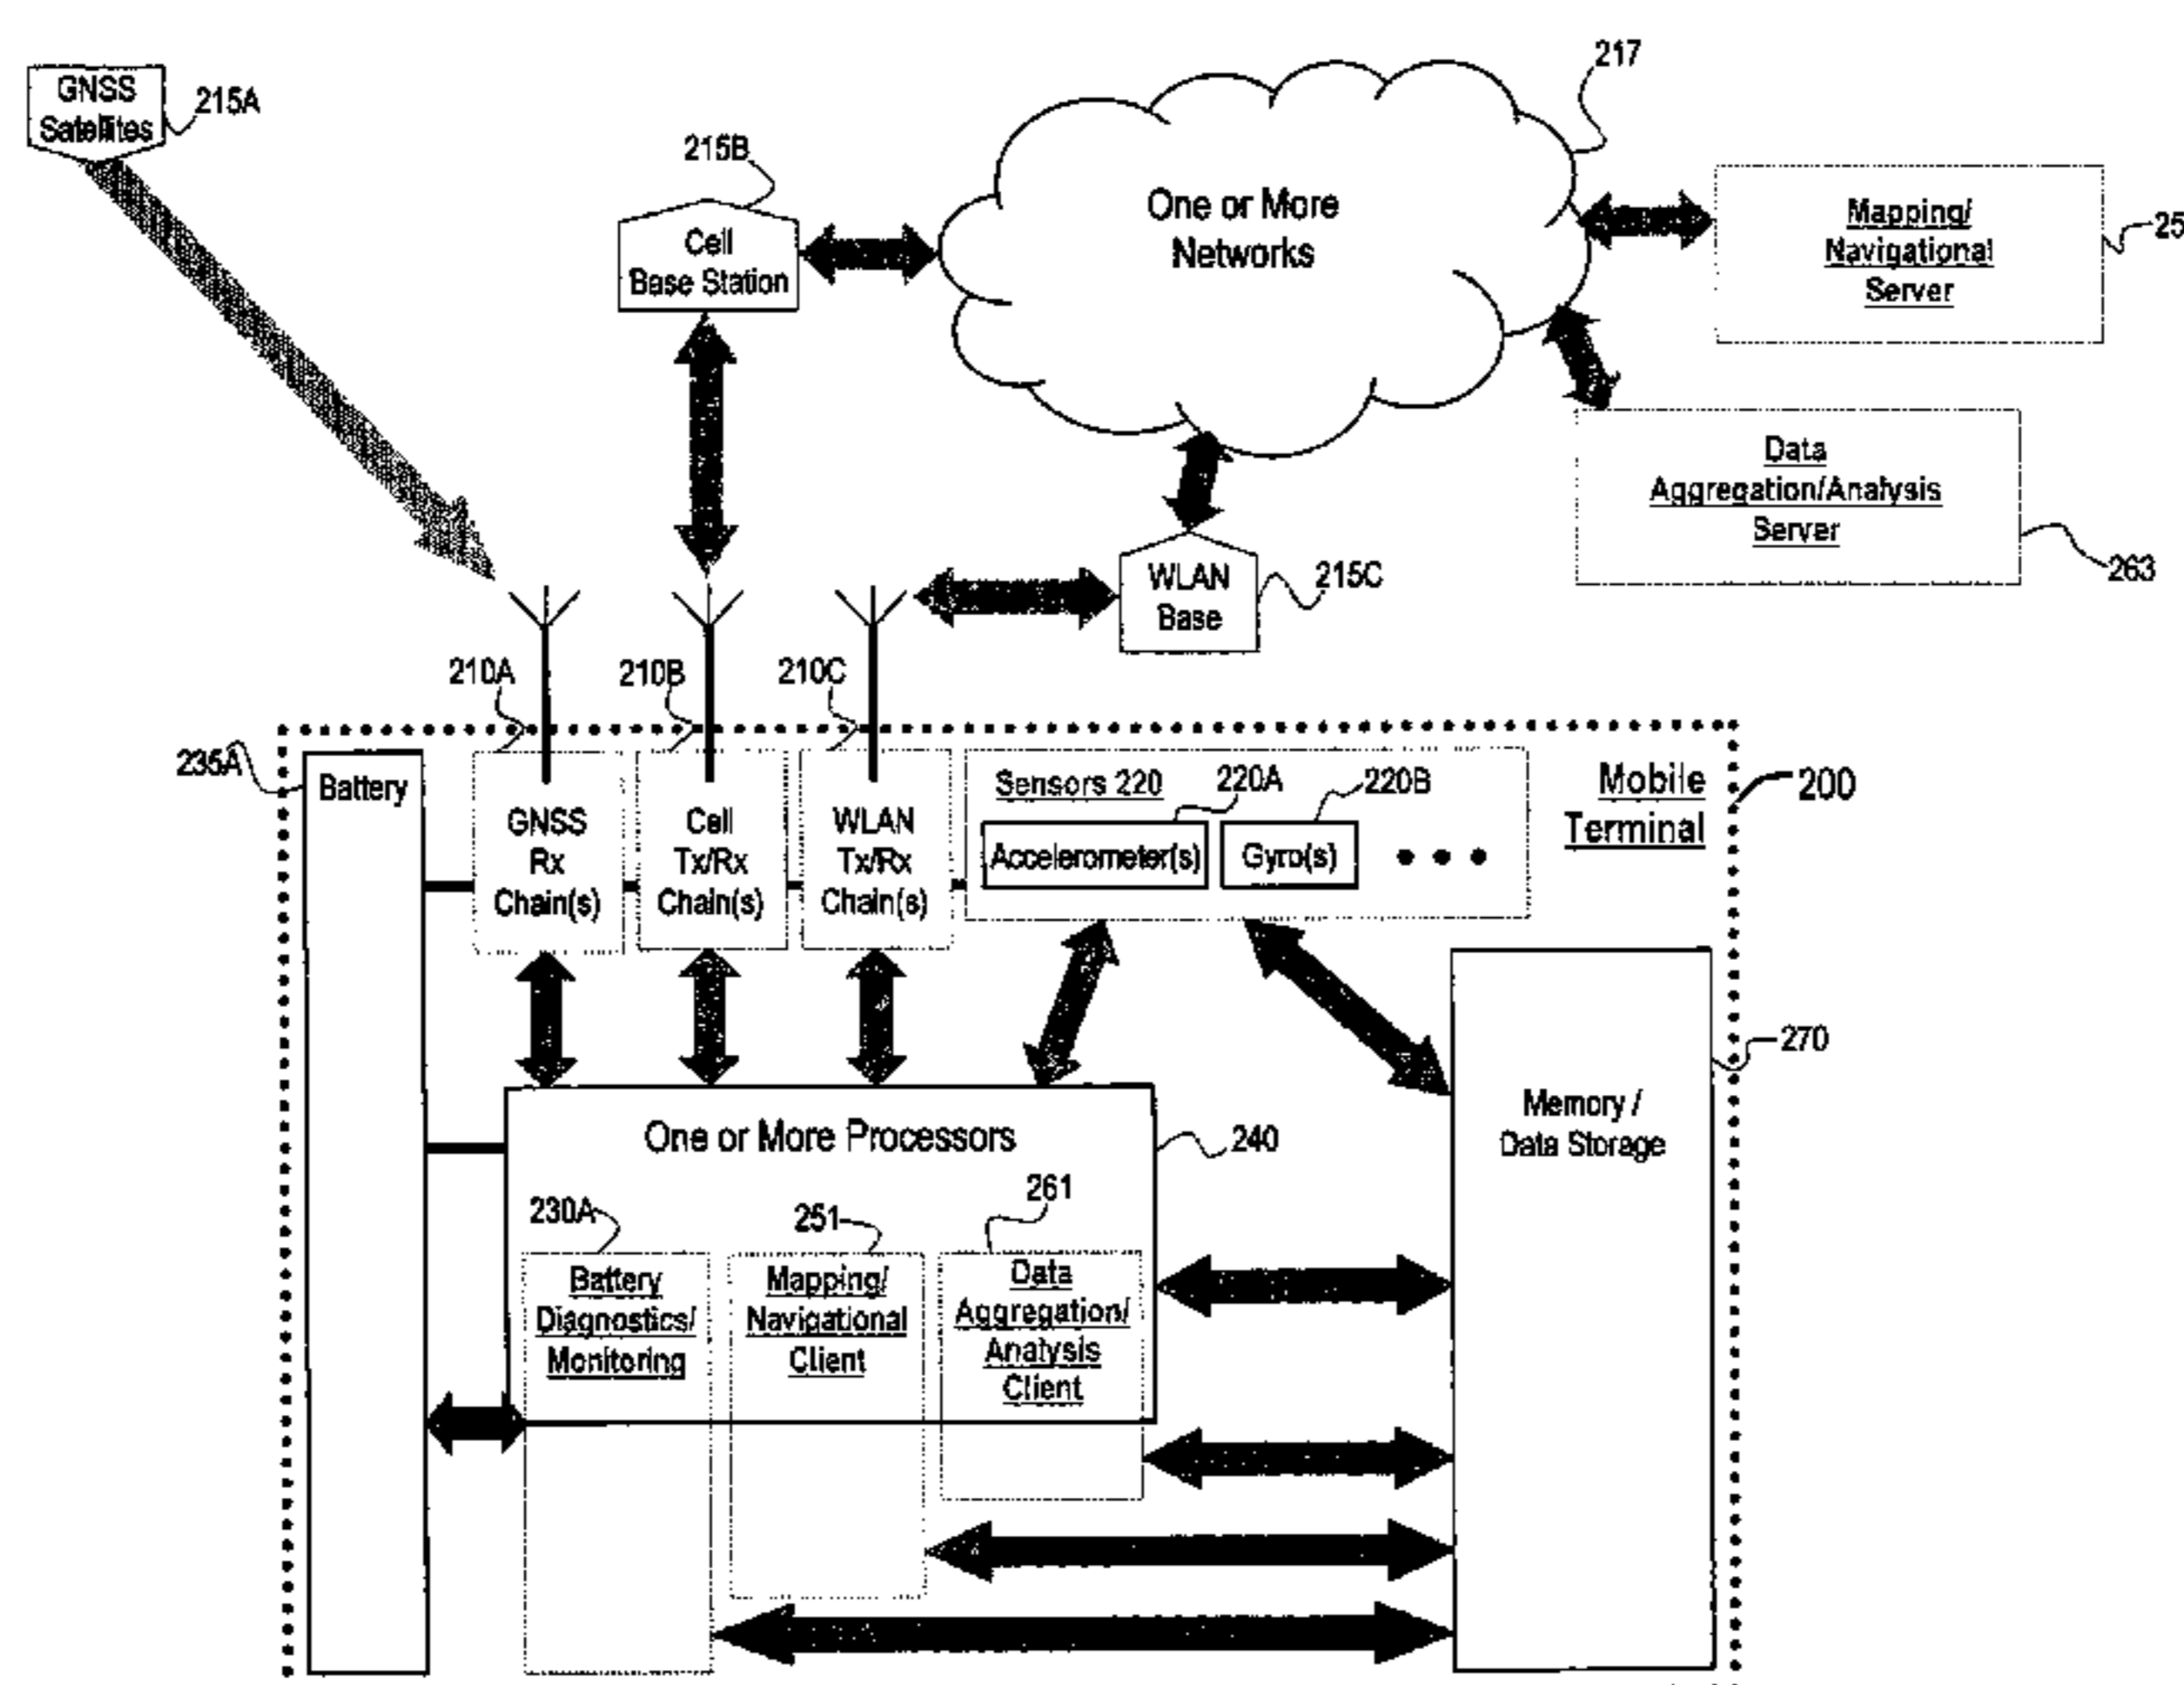 217
GNSS
Satellites
215A
215B
Cell
Base Station
One or More
Networks
Mapping/
Navigational
Server
25
Data
Aggregation/Analysis
Server
263
WLAN
Base
215C
210A
210B
210C
235A
Battery
GNSS
Rx
Chain(s)
Cell
Tx/Rx
Chain(s)
WLAN
Tx/Rx
Chain(s)
Sensors 220
220A
220B
Accelerometer(s)
Gyro(s)
Mobile
Terminal
200
270
Memory /
Data Storage
One or More Processors
240
230A
251
261
Battery
Diagnostics/
Monitoring
Mapping/
Navigational
Client
Data
Aggregation/
Analysis
Client